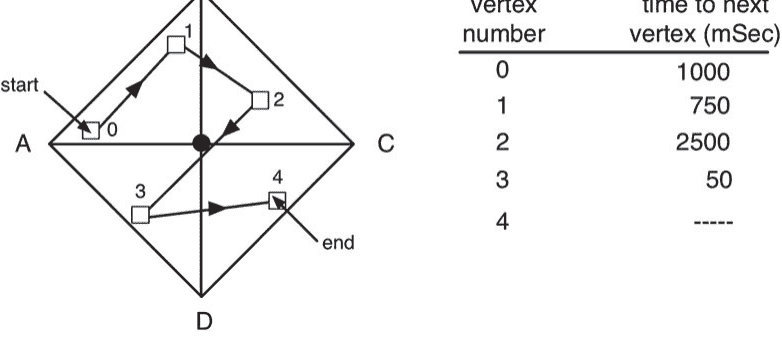 vertex time to next
number vertex (mSec)
0 1000
1 750
2 2500
3 50
4 -----
1
start
2
0
A
C
3
4
end
D